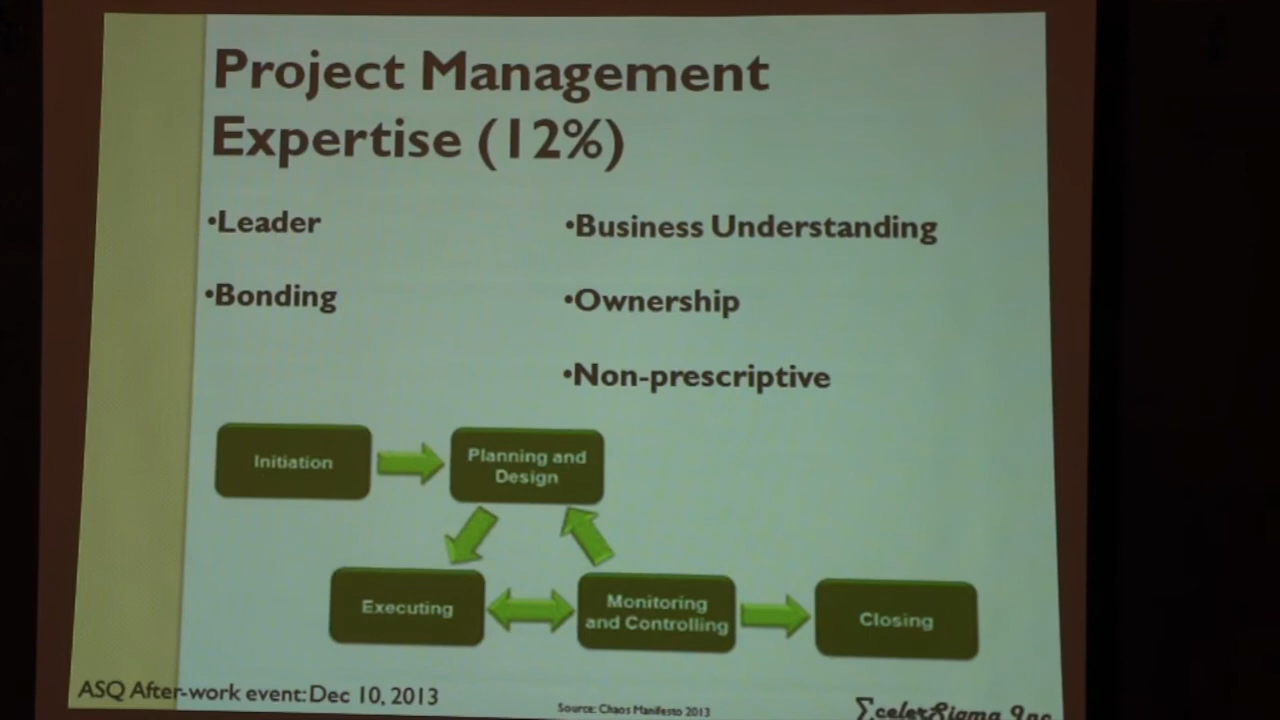 Project Management
Expertise (12%)
•Leader
•Bonding
•Business Understanding
•Ownership
•Non-prescriptive
Initiation
Planning and
Design
Executing
Monitoring
and Controlling
Closing
ASQ After-work event: Dec 10, 2013
Source: Chaos Manifesto 2013